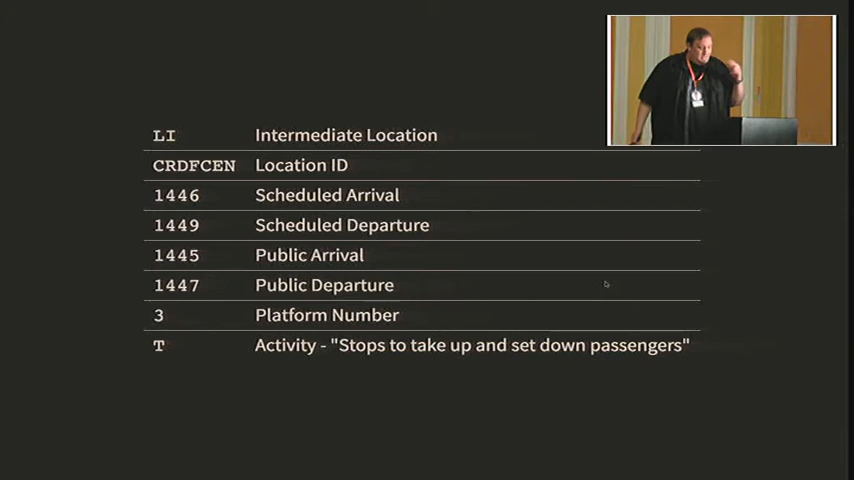 LI Intermediate Location
CRDFCEN Location ID
1446 Scheduled Arrival
1449 Scheduled Departure
1445 Public Arrival
1447 Public Departure
3 Platform Number
T Activity - "Stops to take up and set down passengers"